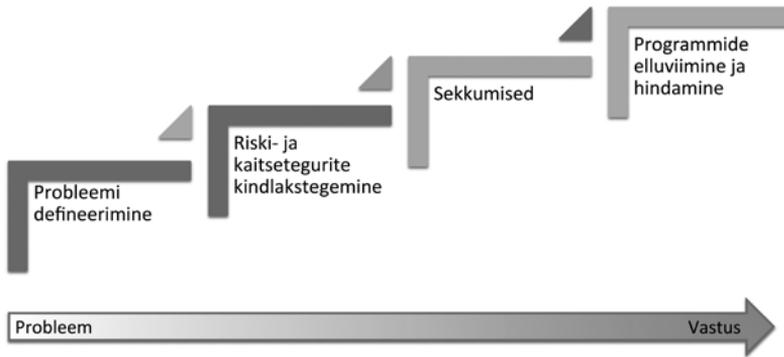 Probleemi
defineerimine
Riski- ja
kaitsetegurite
kindlakstegemine
Sekkumised
Programmide
elluviimine ja
hindamine
Probleem
Vastus